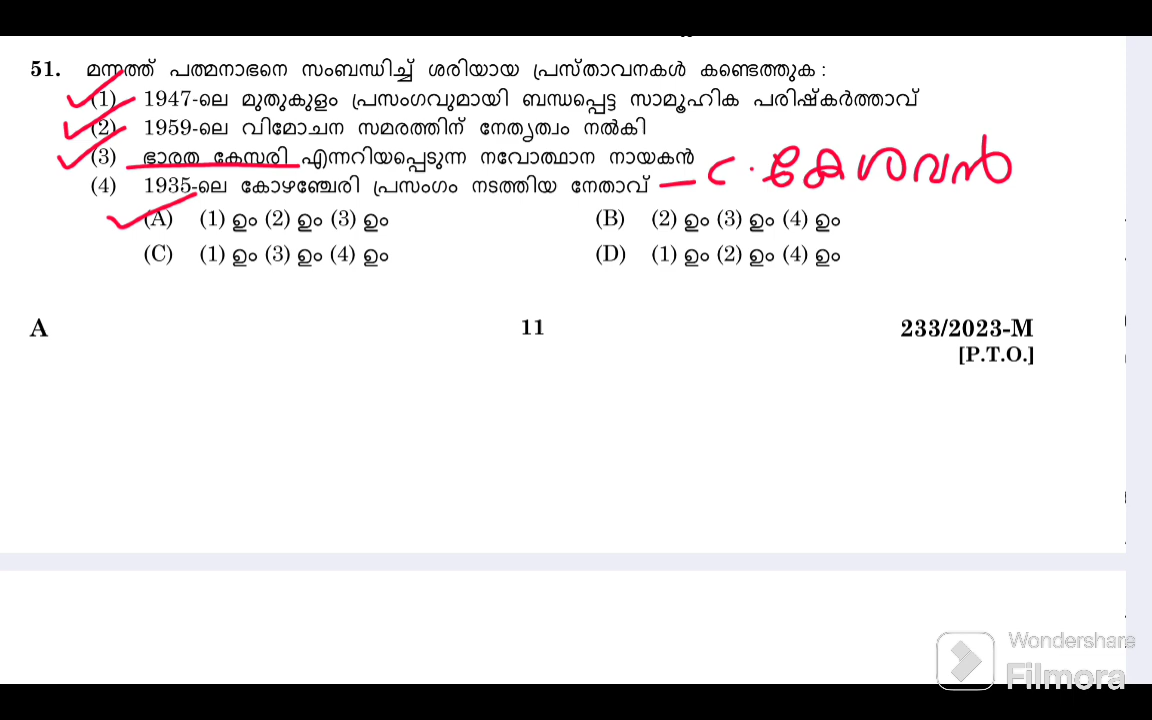 51. മന്നത്ത് പത്മനാഭനെ സംബന്ധിച്ച് ശരിയായ പ്രസ്താവനകൾ കണ്ടെത്തുക :
(1) 1947-ലെ മുതുകുളം പ്രസംഗവുമായി ബന്ധപ്പെട്ട സാമൂഹിക പരിഷ്കർത്താവ്
(2) 1959-ലെ വിമോചന സമരത്തിന് നേതൃത്വം നൽകി
(3) ഭാരത കേസരി എന്നറിയപ്പെടുന്ന നവോത്ഥാന നായകൻ
(4) 1935-ലെ കോഴഞ്ചേരി പ്രസംഗം നടത്തിയ നേതാവ് – C. കേശവൻ
(A) (1) ഉം (2) ഉം (3) ഉം (B) (2) ഉം (3) ഉം (4) ഉം
(C) (1) ഉം (3) ഉം (4) ഉം (D) (1) ഉം (2) ഉം (4) ഉം
A 11 233/2023-M
[P.T.O.]
Wondershare
Filmora